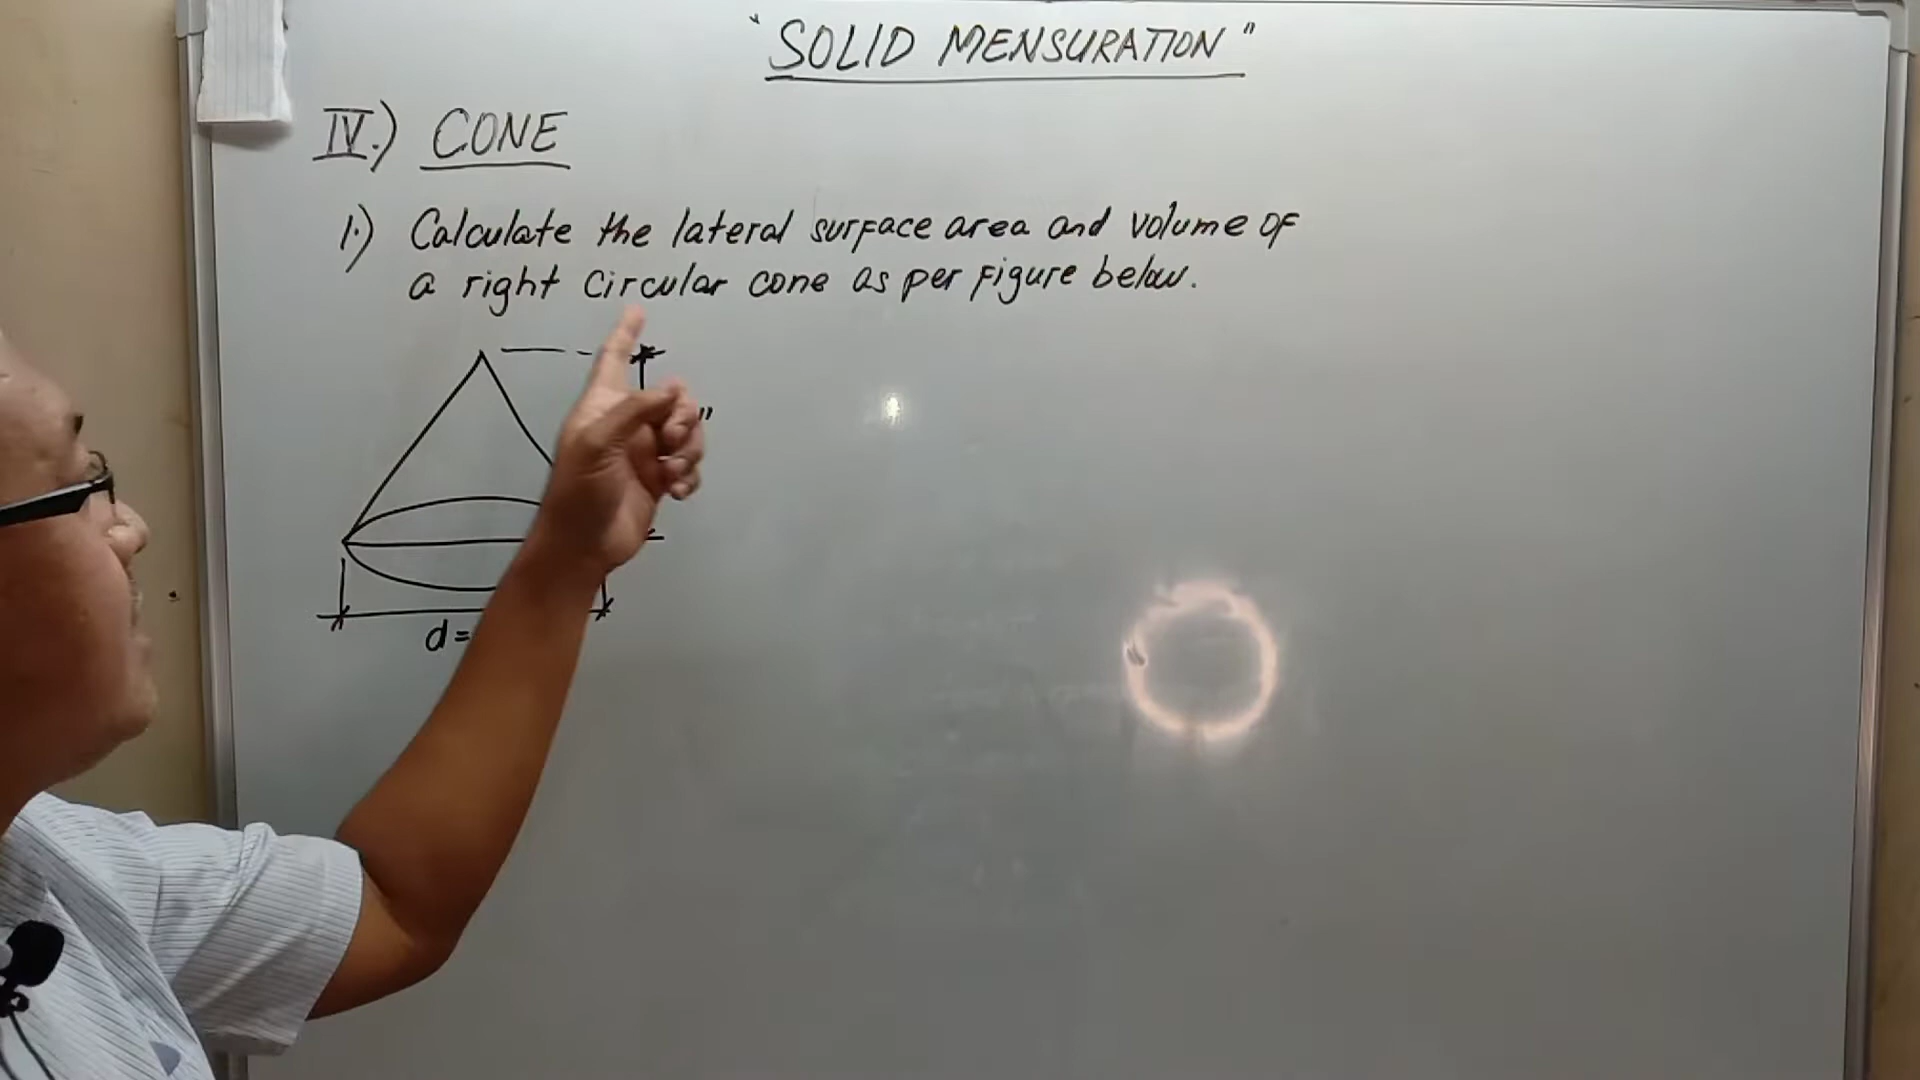 "SOLID MENSURATION"
IV.) CONE
1.) Calculate the lateral surface area and volume of
a right circular cone as per figure below.
"
d=